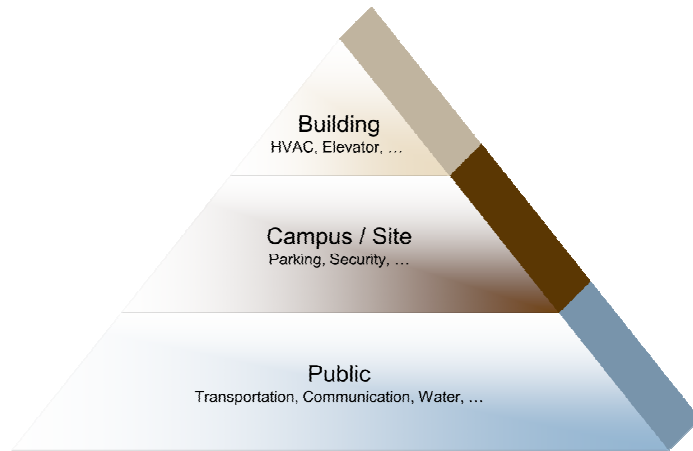 Building
HVAC, Elevator, …
Campus / Site
Parking, Security, …
Public
Transportation, Communication, Water, …